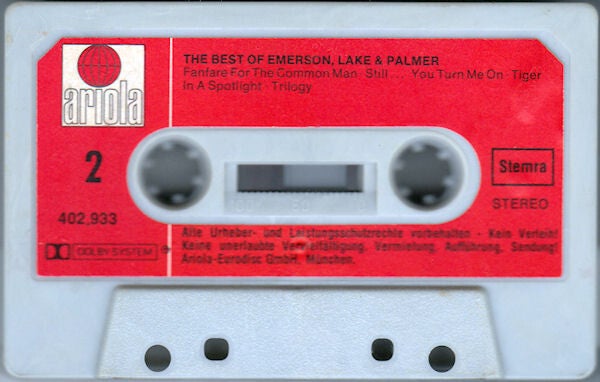 THE BEST OF EMERSON, LAKE & PALMER
Fanfare For The Common Man · Still ... You Turn Me On · Tiger
In A Spotlight · Trilogy
ariola
2
Stemra
402,933
STEREO
DOLBY SYSTEM
Alle Urheber- und Leistungsschutzrechte vorbehalten · Kein Verleih!
Keine unerlaubte Vervielfältigung, Vermietung, Aufführung, Sendung!
Ariola-Eurodisc GmbH, München.
100 50